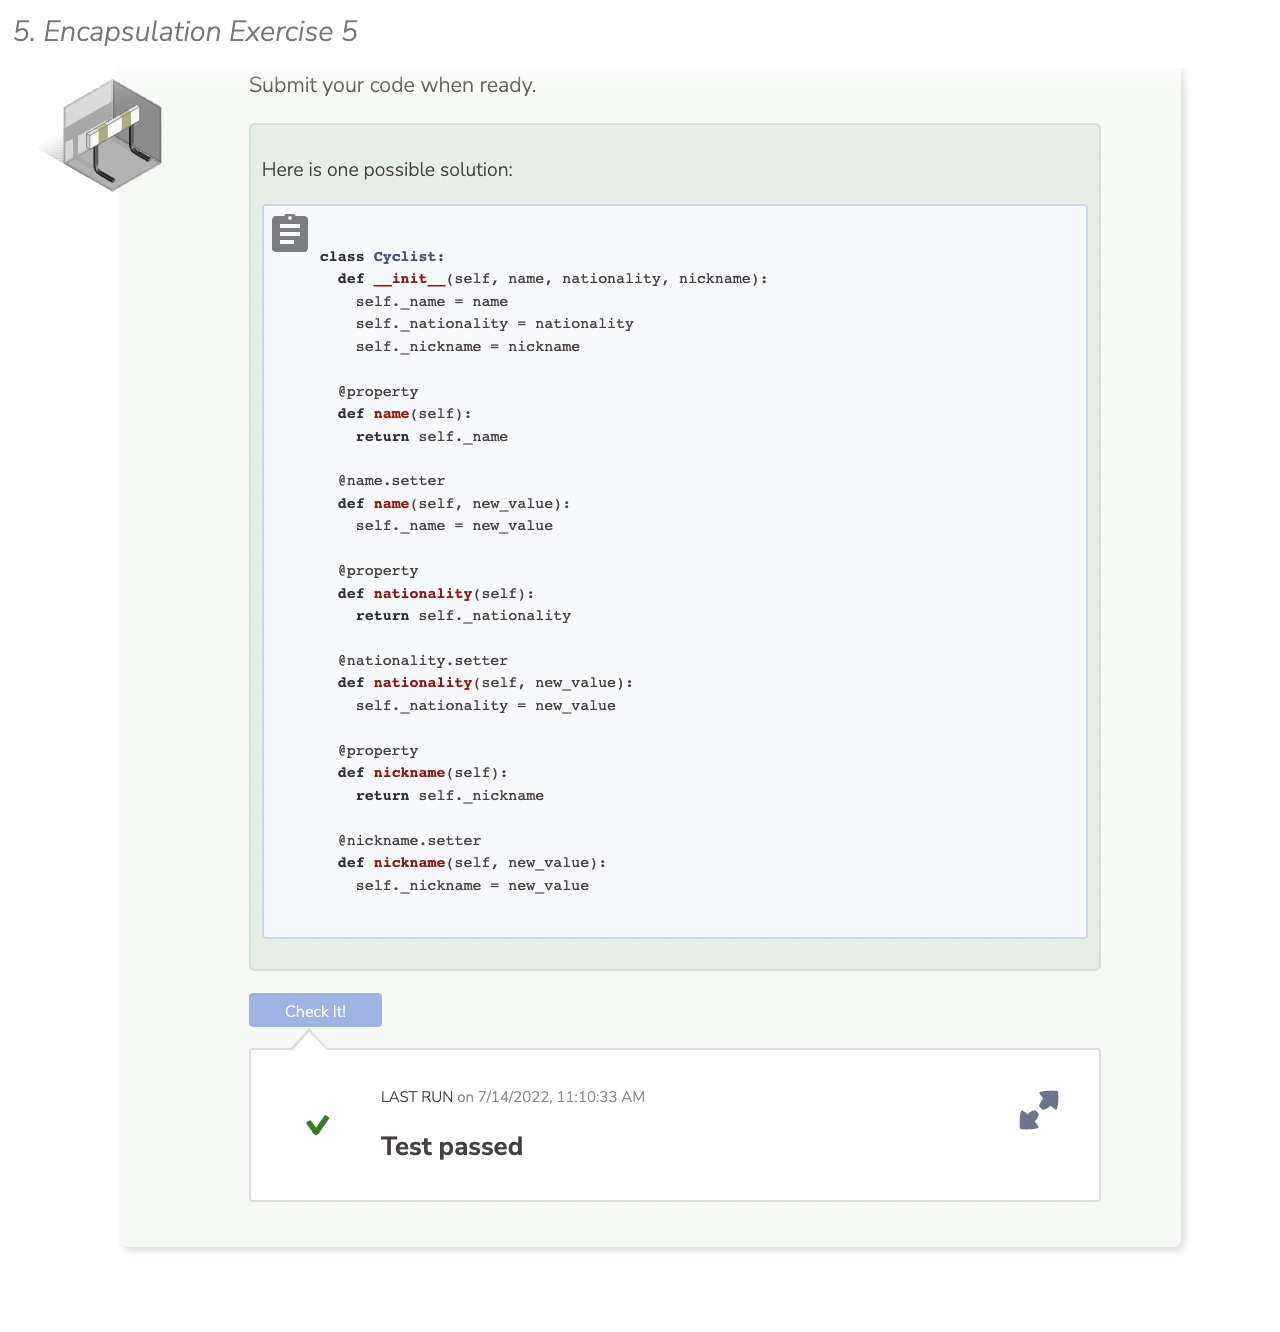 5. Encapsulation Exercise 5
Submit your code when ready.
Here is one possible solution:
class Cyclist:
  def __init__(self, name, nationality, nickname):
    self._name = name
    self._nationality = nationality
    self._nickname = nickname

  @property
  def name(self):
    return self._name

  @name.setter
  def name(self, new_value):
    self._name = new_value

  @property
  def nationality(self):
    return self._nationality

  @nationality.setter
  def nationality(self, new_value):
    self._nationality = new_value

  @property
  def nickname(self):
    return self._nickname

  @nickname.setter
  def nickname(self, new_value):
    self._nickname = new_value
Check It!
LAST RUN on 7/14/2022, 11:10:33 AM
Test passed